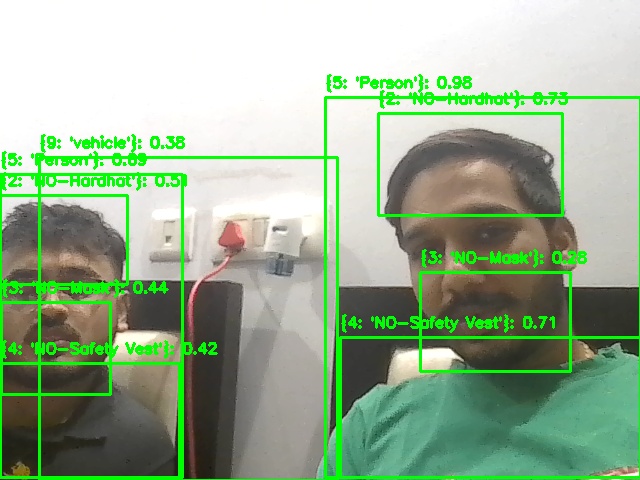 {5: 'Person'}: 0.98
{2: 'NO-Hardhat'}: 0.73
{9: 'vehicle'}: 0.38
{5: 'Person'}: 0.89
{2: 'NO-Hardhat'}: 0.51
{3: 'NO-Mask'}: 0.28
{3: 'NO-Mask'}: 0.44
{4: 'NO-Safety Vest'}: 0.71
{4: 'NO-Safety Vest'}: 0.42